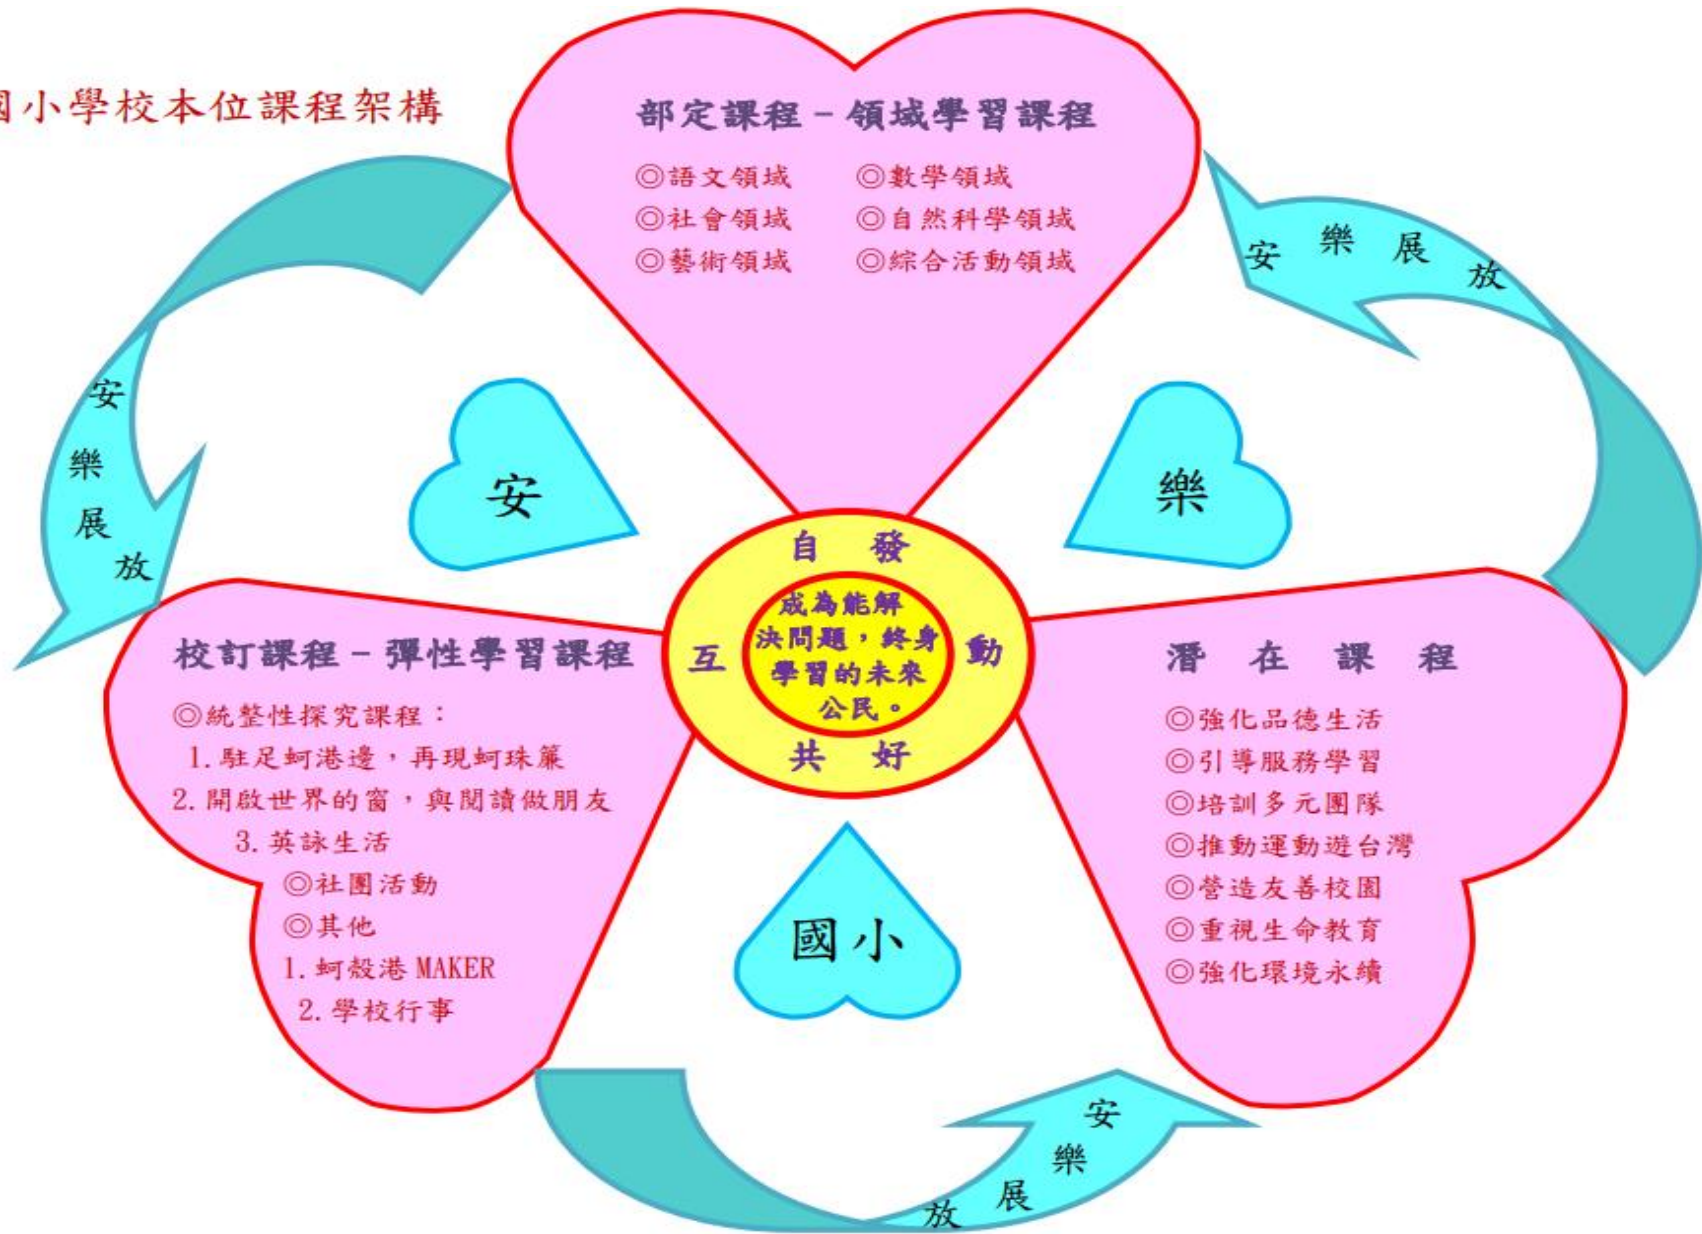 國小學校本位課程架構
部定課程–領域學習課程
◎語文領域 ◎數學領域
◎社會領域 ◎自然科學領域
◎藝術領域 ◎綜合活動領域
安樂展放
安樂展放
安
樂
自發
互動
共好
成為能解
決問題，終身
學習的未來
公民。
校訂課程–彈性學習課程
◎統整性探究課程：
1.駐足蚵港邊，再現蚵珠簾
2.開啟世界的窗，與閱讀做朋友
3.英詠生活
◎社團活動
◎其他
1.蚵殼港MAKER
2.學校行事
潛在課程
◎強化品德生活
◎引導服務學習
◎培訓多元團隊
◎推動運動遊台灣
◎營造友善校園
◎重視生命教育
◎強化環境永續
國小
安樂展放